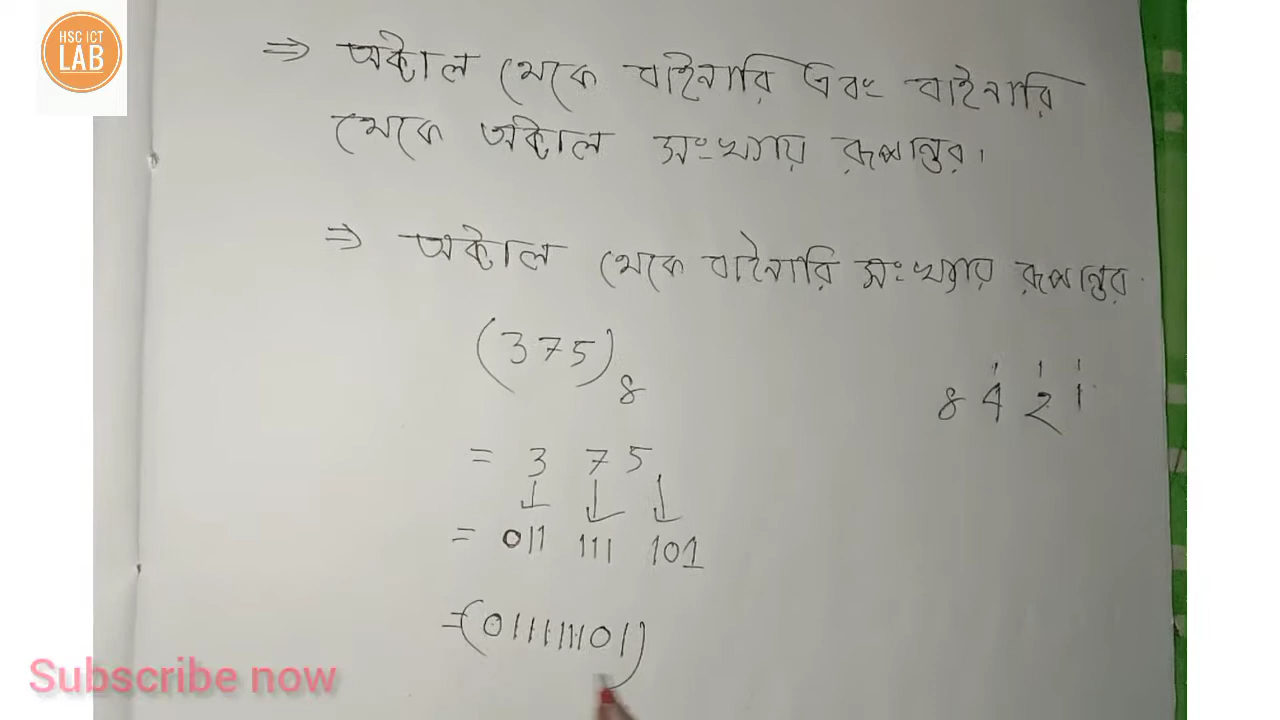 HSC ICT
LAB
⇒ অক্টাল থেকে বাইনারি এবং বাইনারি
থেকে অক্টাল সংখ্যায় রূপান্তর।
⇒ অক্টাল থেকে বাইনারি সংখ্যায় রূপান্তর
(375)8
8 4 2 1
= 3 7 5
= 011 111 101
=(011111101)
Subscribe now